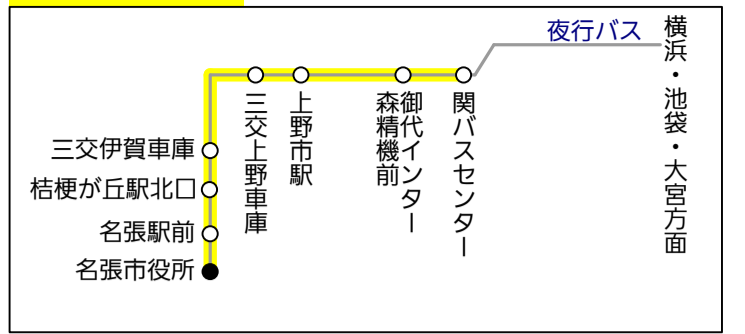 夜行バス
横浜・池袋・大宮方面
関バスセンター
御代インター
森精機前
上野市駅
三交上野車庫
三交伊賀車庫
桔梗が丘駅北口
名張駅前
名張市役所